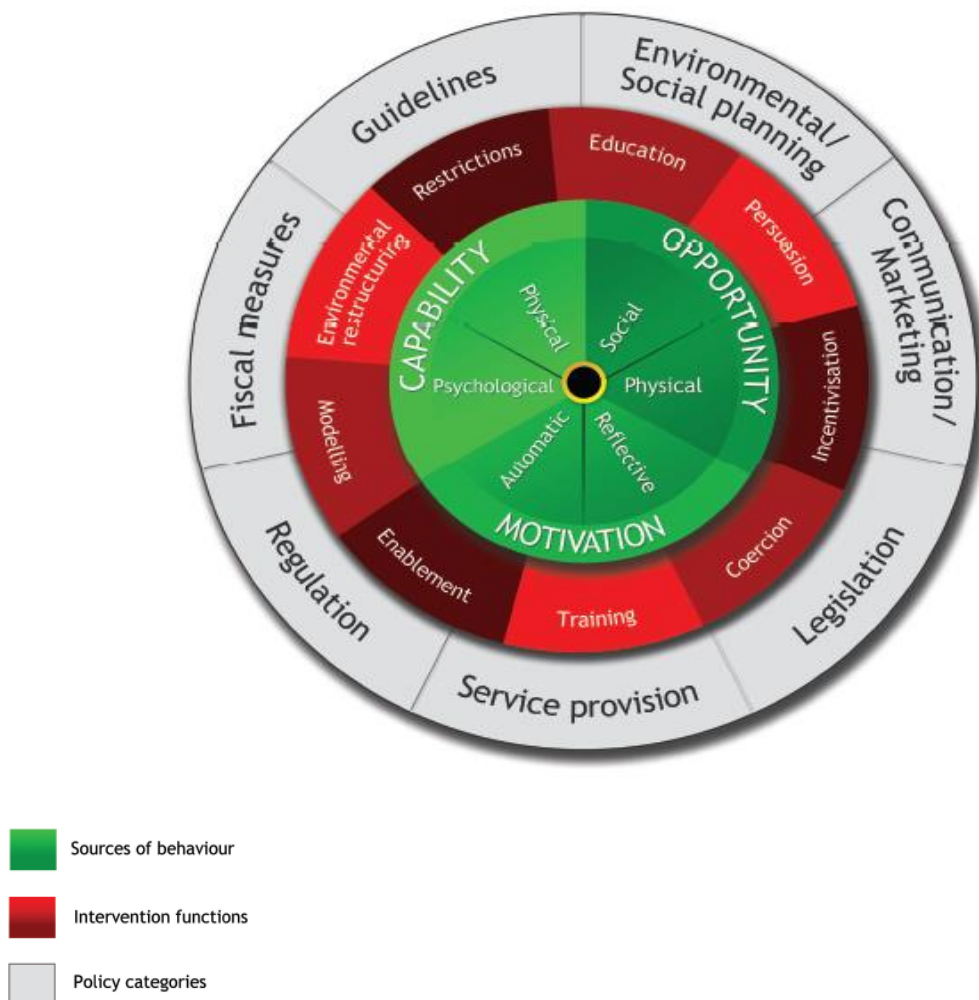 Environmental/
Social planning
Communication/
Marketing
Legislation
Service provision
Regulation
Fiscal measures
Guidelines
Education
Persuasion
Incentivisation
Coercion
Training
Enablement
Modelling
Environmental
restructuring
Restrictions
CAPABILITY
OPPORTUNITY
MOTIVATION
Physical
Social
Psychological
Physical
Automatic
Reflective
Sources of behaviour
Intervention functions
Policy categories